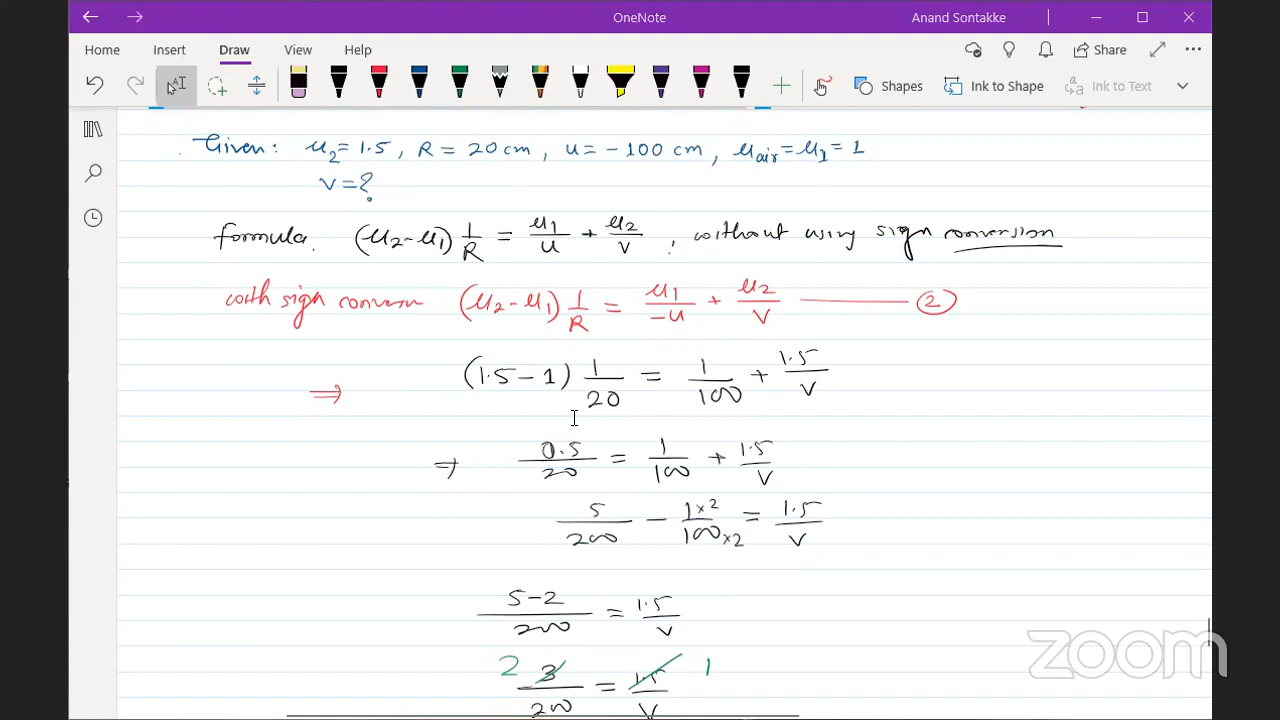 OneNote
Anand Sontakke
Home Insert Draw View Help
Share
Shapes Ink to Shape Ink to Text
Given: μ₂ = 1.5, R = 20 cm, u = -100 cm, μair = μ₁ = 1
v = ?
formula. (μ₂-μ₁) 1/R = μ₁/u + μ₂/v, without using sign conversion
with sign conversn (μ₂-μ₁) 1/R = μ₁/-u + μ₂/v ——— ②
⇒ (1.5-1) 1/20 = 1/100 + 1.5/v
⇒ 0.5/20 = 1/100 + 1.5/v
5/200 - 1×2/100×2 = 1.5/v
5-2/200 = 1.5/v
2 3/200 = 1.5/v 1
zoom